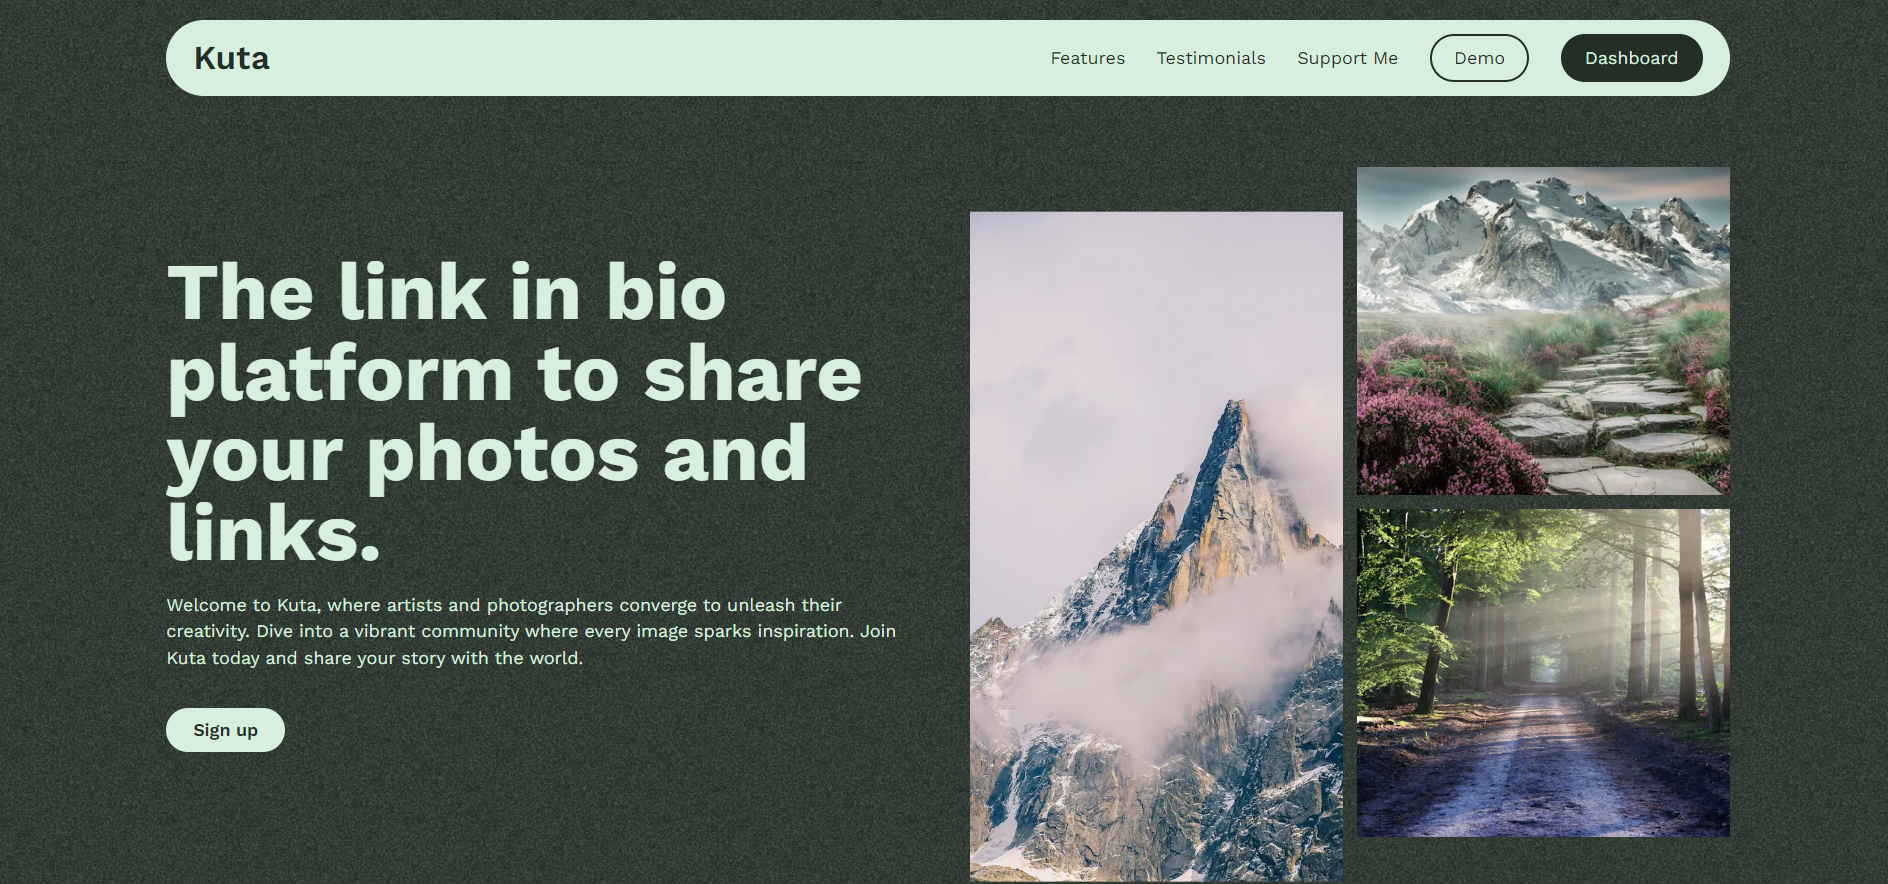 Kuta
Features Testimonials Support Me Demo Dashboard
The link in bio
platform to share
your photos and
links.
Welcome to Kuta, where artists and photographers converge to unleash their
creativity. Dive into a vibrant community where every image sparks inspiration. Join
Kuta today and share your story with the world.
Sign up